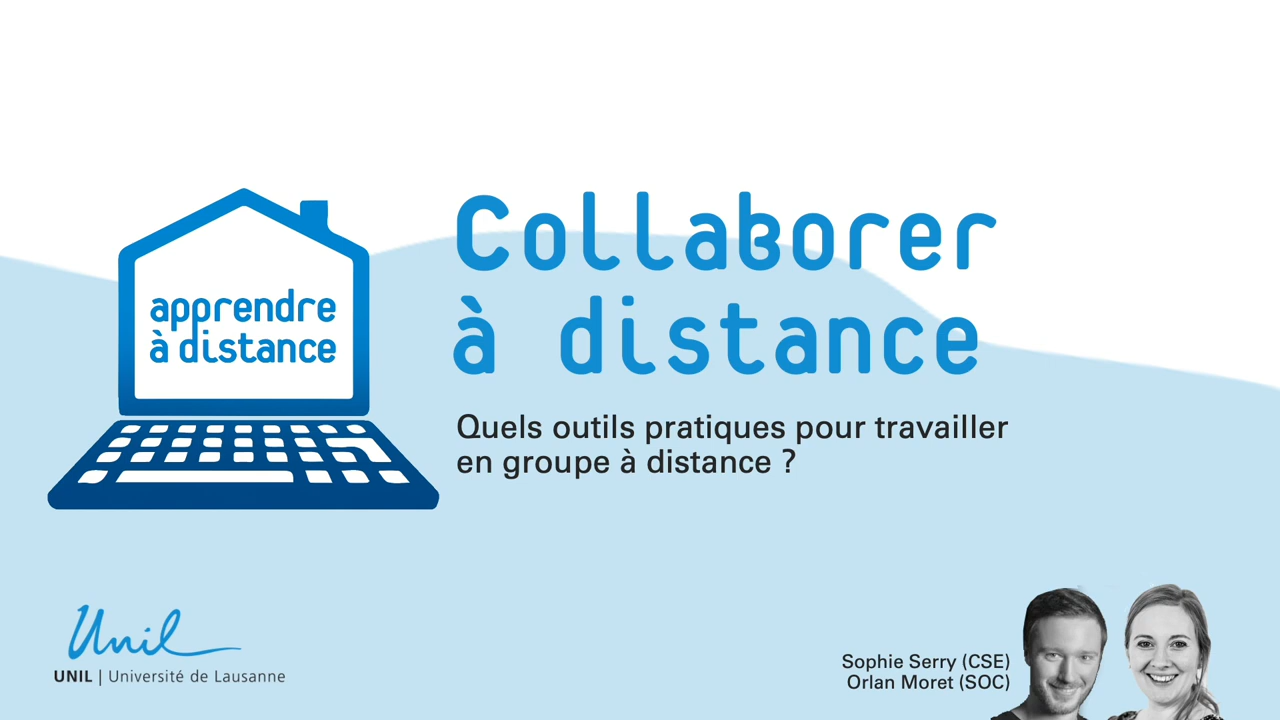 apprendre
à distance
Collaborer
à distance
Quels outils pratiques pour travailler
en groupe à distance ?
Unil
UNIL | Université de Lausanne
Sophie Serry (CSE)
Orlan Moret (SOC)